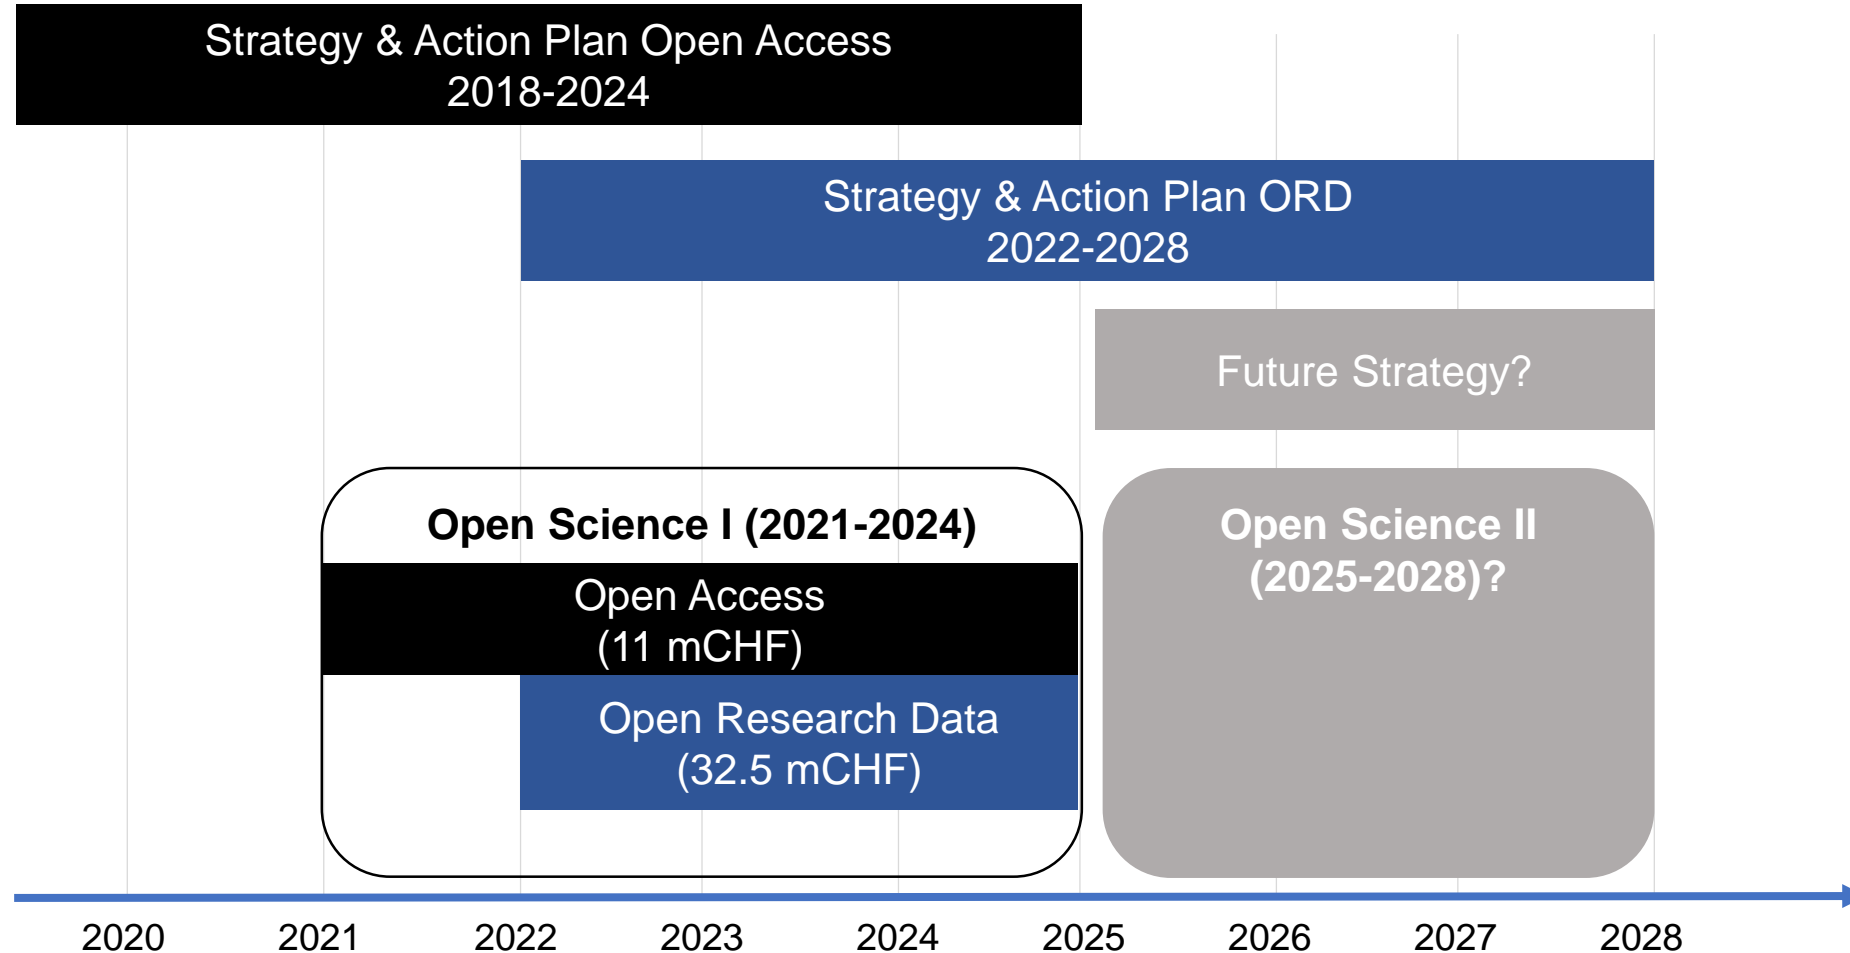 Strategy & Action Plan Open Access
2018-2024
Strategy & Action Plan ORD
2022-2028
Future Strategy?
Open Science I (2021-2024)
Open Access
(11 mCHF)
Open Research Data
(32.5 mCHF)
Open Science II
(2025-2028)?
2020 2021 2022 2023 2024 2025 2026 2027 2028